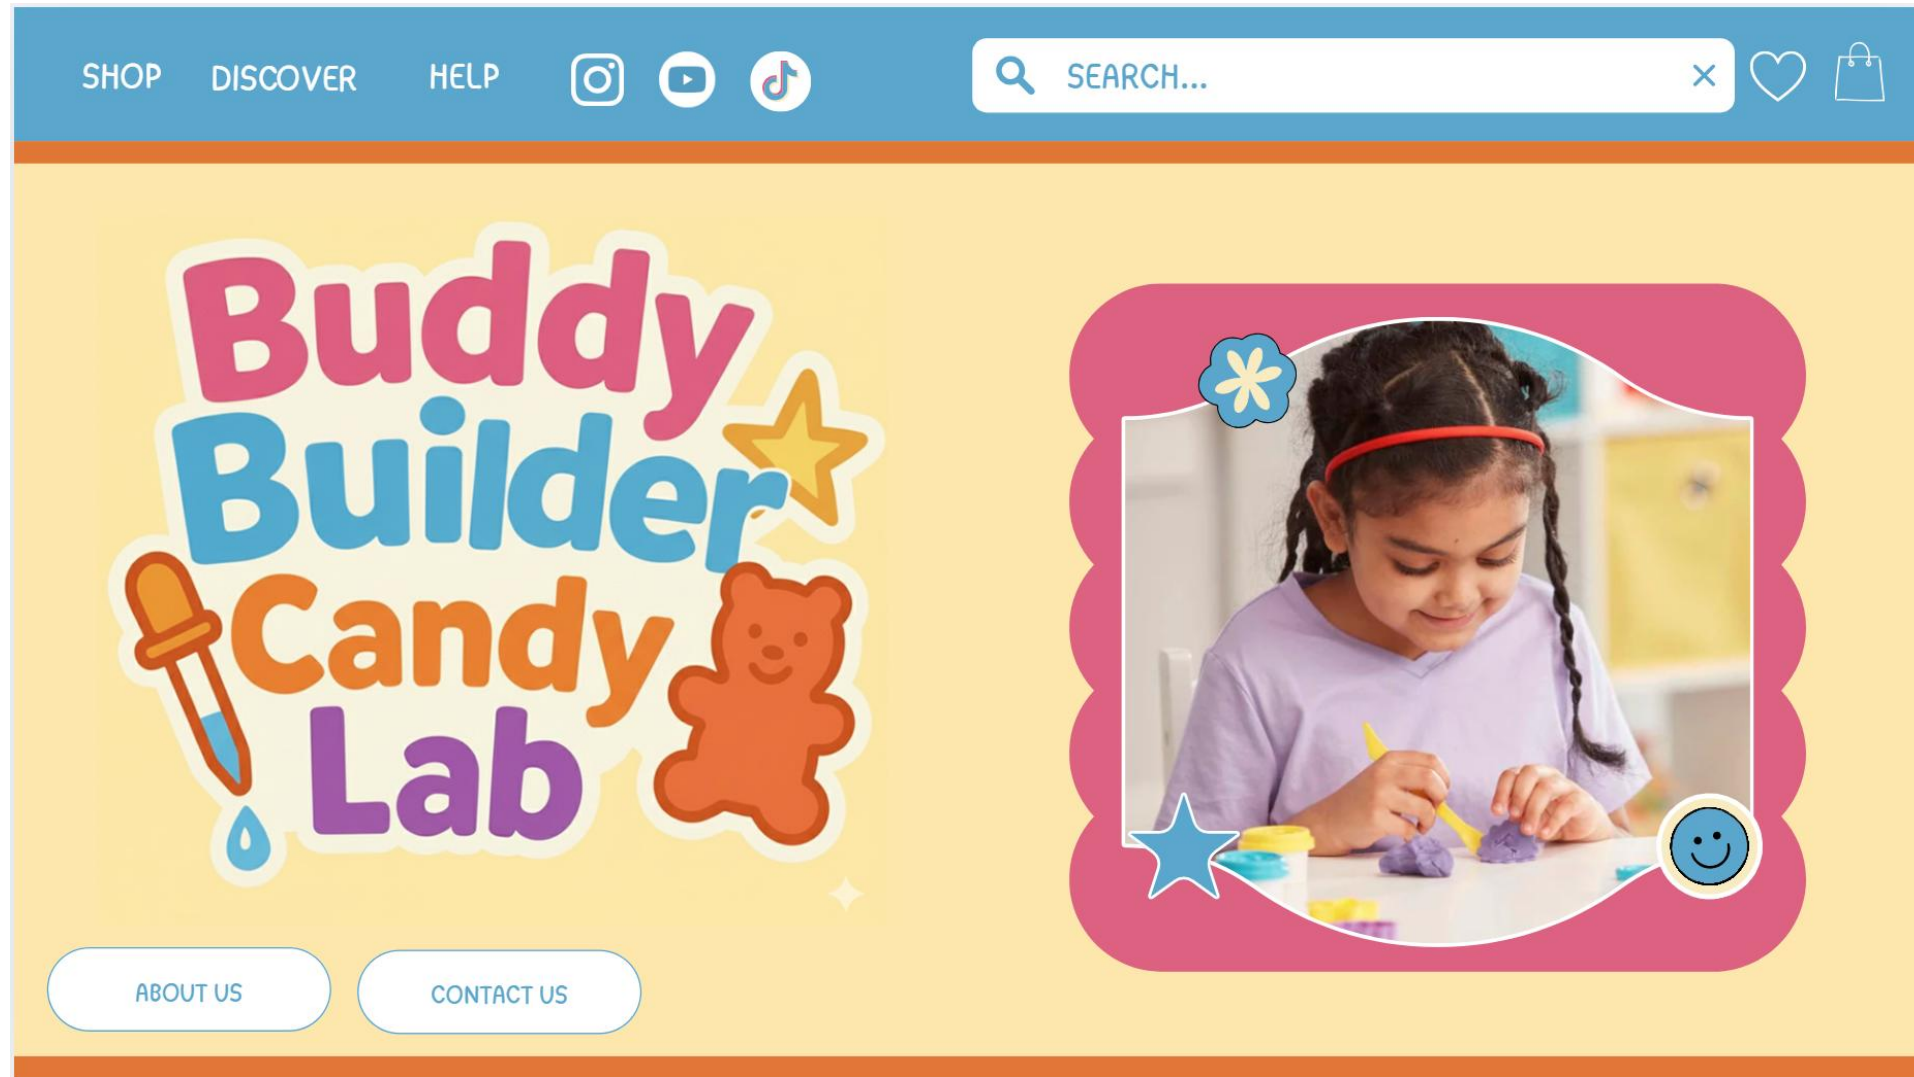 SHOP
DISCOVER
HELP
SEARCH...
Buddy
Builder
Candy
Lab
ABOUT US
CONTACT US